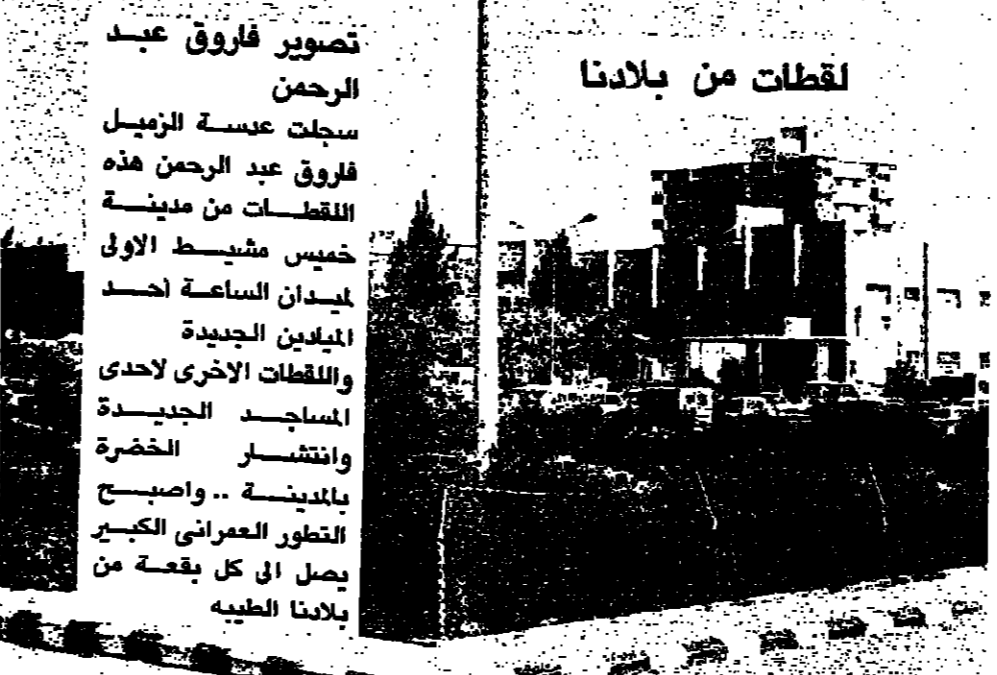 لقطات من بلادنا
تصوير فاروق عبد
الرحمن
سجلت عدسة الزميل
فاروق عبد الرحمن هذه
اللقطات من مدينة
خميس مشيط الاولى
لميدان الساعة احد
الميادين الجديدة
واللقطات الاخرى لاحدى
المساجد الجديدة
وانتشار الخضرة
بالمدينة .. واصبح
التطور العمرانى الكبير
يصل الى كل بقعة من
بلادنا الطيبه